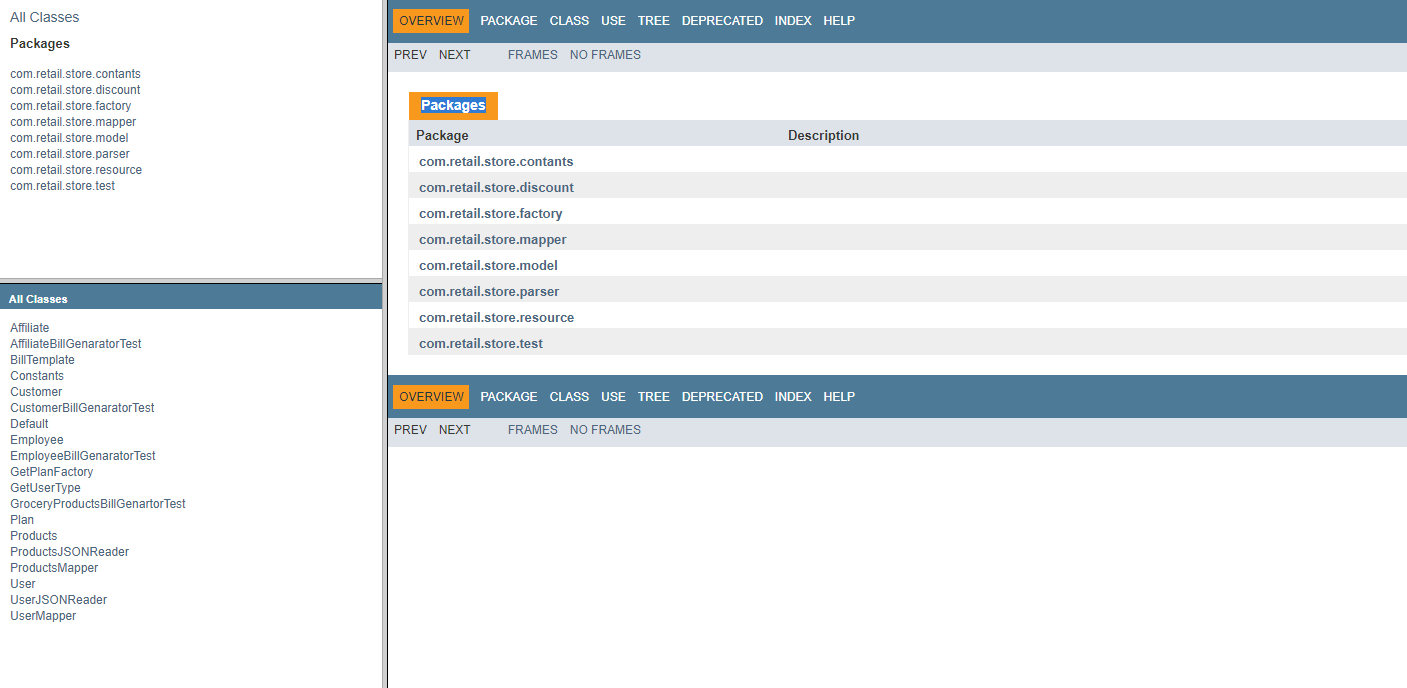 All Classes
Packages
com.retail.store.contants
com.retail.store.discount
com.retail.store.factory
com.retail.store.mapper
com.retail.store.model
com.retail.store.parser
com.retail.store.resource
com.retail.store.test
All Classes
Affiliate
AffiliateBillGenaratorTest
BillTemplate
Constants
Customer
CustomerBillGenaratorTest
Default
Employee
EmployeeBillGenaratorTest
GetPlanFactory
GetUserType
GroceryProductsBillGenartorTest
Plan
Products
ProductsJSONReader
ProductsMapper
User
UserJSONReader
UserMapper
OVERVIEW PACKAGE CLASS USE TREE DEPRECATED INDEX HELP
PREV NEXT FRAMES NO FRAMES
Packages
Package Description
com.retail.store.contants
com.retail.store.discount
com.retail.store.factory
com.retail.store.mapper
com.retail.store.model
com.retail.store.parser
com.retail.store.resource
com.retail.store.test
OVERVIEW PACKAGE CLASS USE TREE DEPRECATED INDEX HELP
PREV NEXT FRAMES NO FRAMES